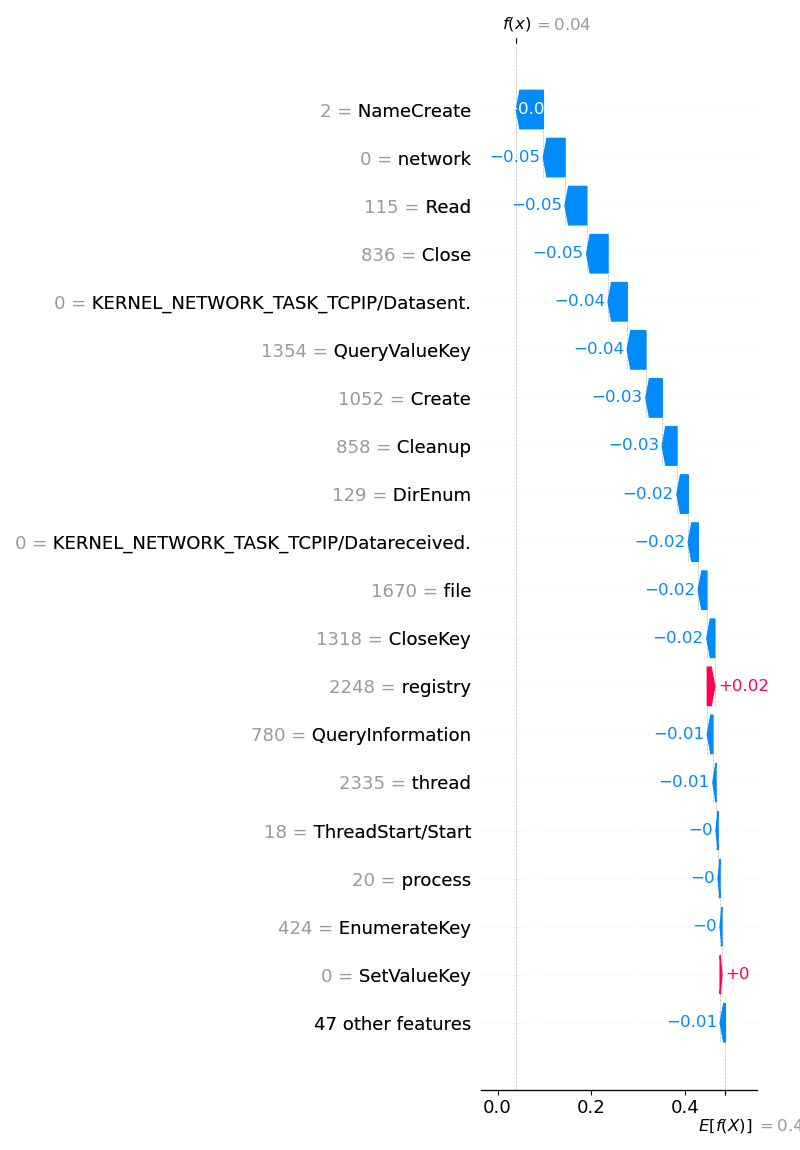 f(x) = 0.04
2 = NameCreate
0 = network
−0.05
115 = Read
−0.05
836 = Close
−0.05
0 = KERNEL_NETWORK_TASK_TCPIP/Datasent.
−0.04
1354 = QueryValueKey
−0.04
1052 = Create
−0.03
858 = Cleanup
−0.03
129 = DirEnum
−0.02
0 = KERNEL_NETWORK_TASK_TCPIP/Datareceived.
−0.02
1670 = file
−0.02
1318 = CloseKey
−0.02
2248 = registry
+0.02
780 = QueryInformation
−0.01
2335 = thread
−0.01
18 = ThreadStart/Start
−0
20 = process
−0
424 = EnumerateKey
−0
0 = SetValueKey
+0
47 other features
−0.01
0.0 0.2 0.4
E[f(X)] = 0.4